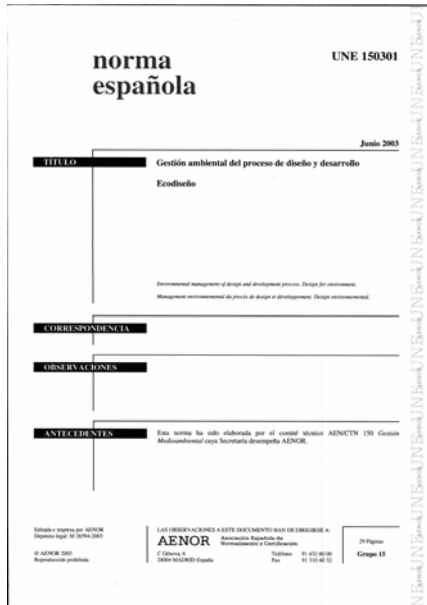 norma
española
UNE 150301
Junio 2003
TÍTULO
Gestión ambiental del proceso de diseño y desarrollo
Ecodiseño
Environmental management of design and development process. Design for environment.
Management environnemental du procès de design et développement. Design environnemental.
CORRESPONDENCIA
OBSERVACIONES
ANTECEDENTES
Esta norma ha sido elaborada por el comité técnico AEN/CTN 150 Gestión
Medioambiental cuya Secretaría desempeña AENOR.
Editada e impresa por AENOR
Depósito legal: M 26594:2003
© AENOR 2003
Reproducción prohibida
LAS OBSERVACIONES A ESTE DOCUMENTO HAN DE DIRIGIRSE A:
AENOR
Asociación Española de
Normalización y Certificación
C Génova, 6
28004 MADRID-España
Teléfono 91 432 60 00
Fax 91 310 40 32
29 Páginas
Grupo 15